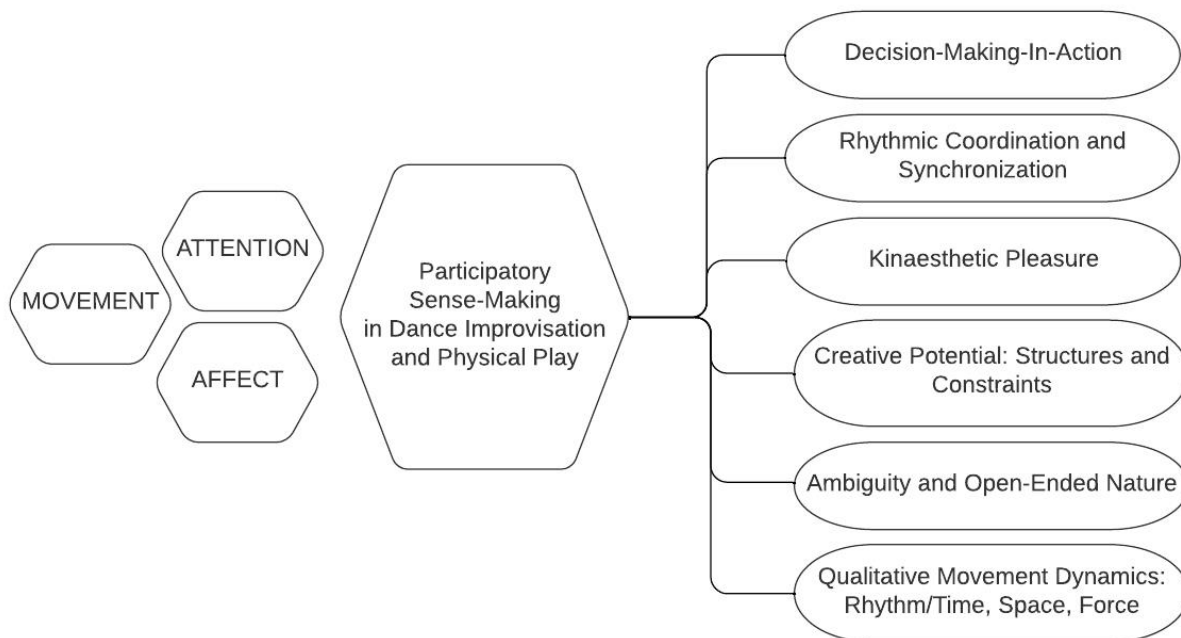 MOVEMENT
ATTENTION
AFFECT
Participatory
Sense-Making
in Dance Improvisation
and Physical Play
Decision-Making-In-Action
Rhythmic Coordination and
Synchronization
Kinaesthetic Pleasure
Creative Potential: Structures and
Constraints
Ambiguity and Open-Ended Nature
Qualitative Movement Dynamics:
Rhythm/Time, Space, Force